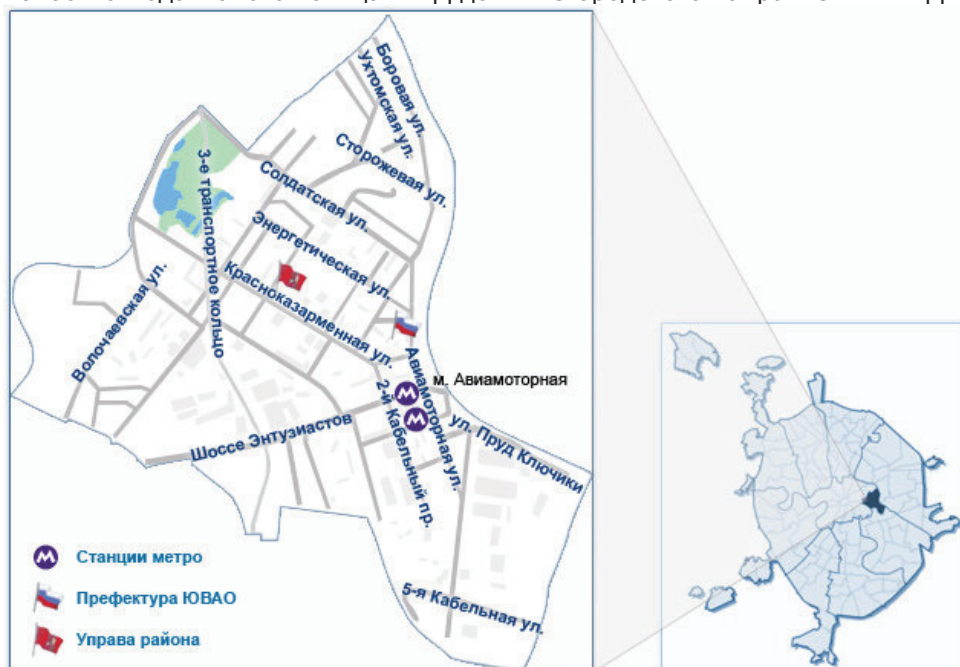 Боровая ул.
Ухтомская ул.
Сторожевая ул.
3-е транспортное кольцо
Солдатская ул.
Энергетическая ул.
Красноказарменная ул.
Волочаевская ул.
м. Авиамоторная
Авиамоторная ул.
2-й Кабельный пр.
ул. Пруд Ключики
Шоссе Энтузиастов
5-я Кабельная ул.
М Станции метро
Префектура ЮВАО
Управа района